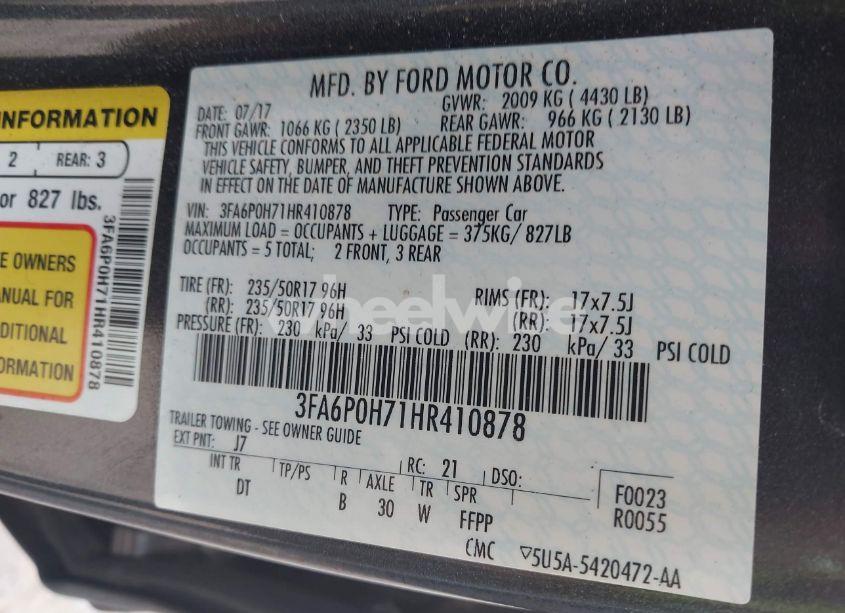 INFORMATION
2 REAR: 3
or 827 lbs.
E OWNERS
ANUAL FOR
DITIONAL
ORMATION
3FA6P0H71HR410878
MFD. BY FORD MOTOR CO.
DATE: 07/17 GVWR: 2009 KG ( 4430 LB)
FRONT GAWR: 1066 KG ( 2350 LB) REAR GAWR: 966 KG ( 2130 LB)
THIS VEHICLE CONFORMS TO ALL APPLICABLE FEDERAL MOTOR
VEHICLE SAFETY, BUMPER, AND THEFT PREVENTION STANDARDS
IN EFFECT ON THE DATE OF MANUFACTURE SHOWN ABOVE.
VIN: 3FA6P0H71HR410878 TYPE: Passenger Car
MAXIMUM LOAD = OCCUPANTS + LUGGAGE = 375KG/ 827LB
OCCUPANTS = 5 TOTAL; 2 FRONT, 3 REAR
TIRE (FR): 235/50R17 96H RIMS (FR): 17x7.5J
(RR): 235/50R17 96H (RR): 17x7.5J
PRESSURE (FR): 230 kPa/ 33 PSI COLD (RR): 230 kPa/ 33 PSI COLD
wheelwire
3FA6P0H71HR410878
TRAILER TOWING - SEE OWNER GUIDE
EXT PNT: J7 RC: 21 DSO:
INT TR TP/PS R AXLE TR SPR F0023
DT B 30 W FFPP R0055
CMC ▽5U5A-5420472-AA